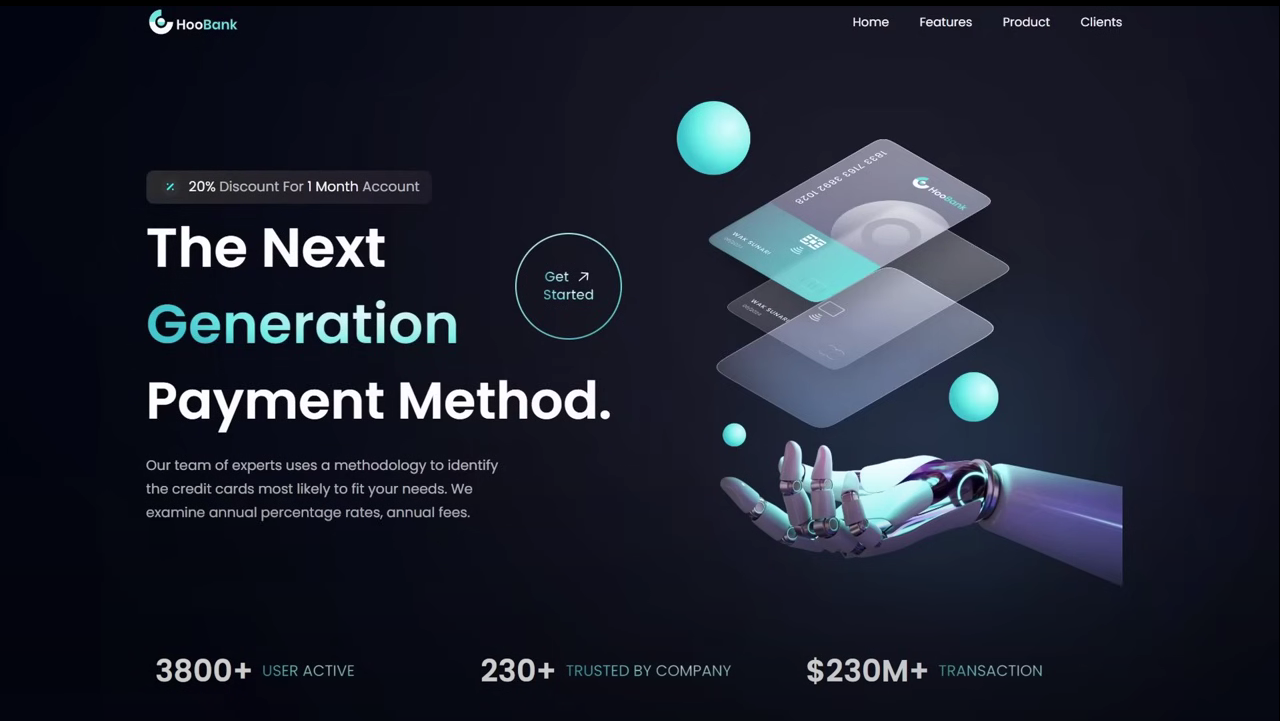 HooBank
Home Features Product Clients
20% Discount For 1 Month Account
The Next
Generation
Payment Method.
Get
Started
Our team of experts uses a methodology to identify
the credit cards most likely to fit your needs. We
examine annual percentage rates, annual fees.
1633 7163 3892 1028
HooBank
WAK SUNARI
WAK SUNARI
3800+ USER ACTIVE
230+ TRUSTED BY COMPANY
$230M+ TRANSACTION